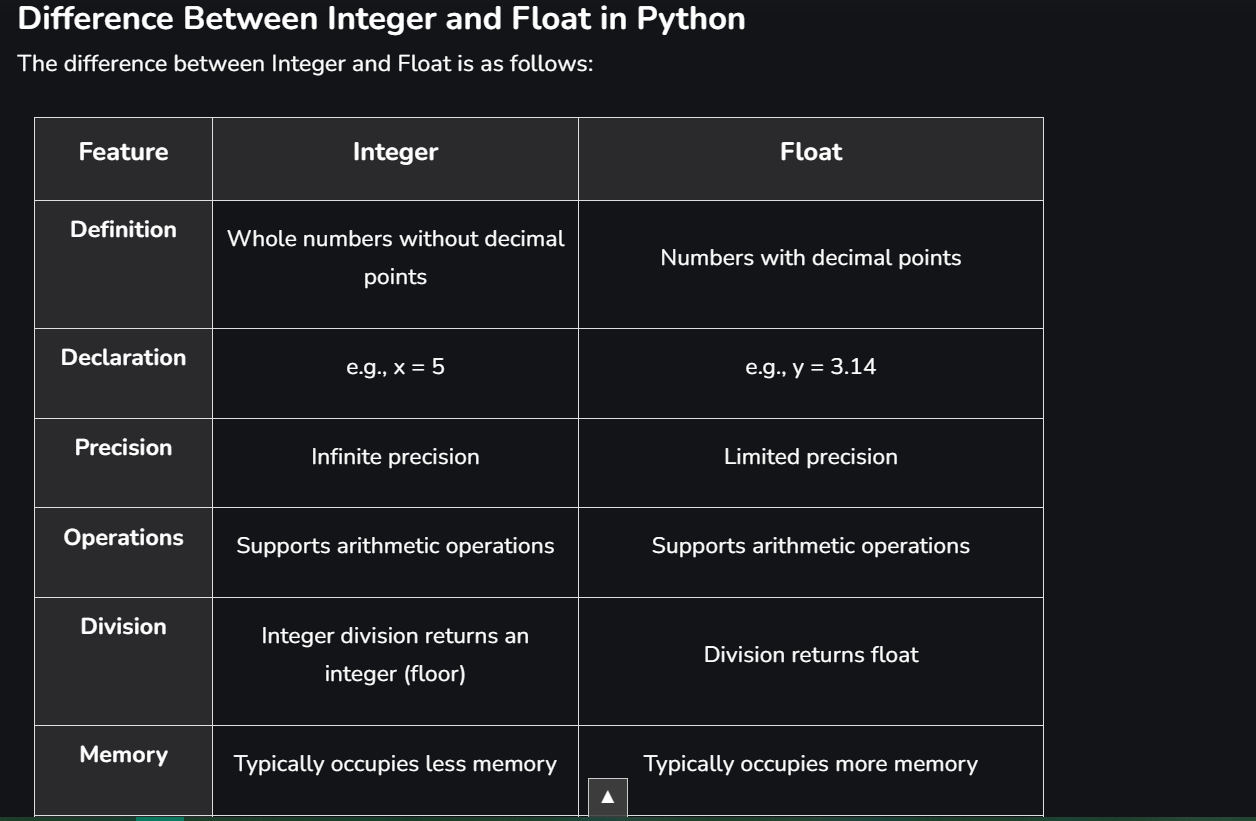 Difference Between Integer and Float in Python
The difference between Integer and Float is as follows:
Feature
Integer
Float
Definition
Whole numbers without decimal
points
Numbers with decimal points
Declaration
e.g., x = 5
e.g., y = 3.14
Precision
Infinite precision
Limited precision
Operations
Supports arithmetic operations
Supports arithmetic operations
Division
Integer division returns an
integer (floor)
Division returns float
Memory
Typically occupies less memory
Typically occupies more memory